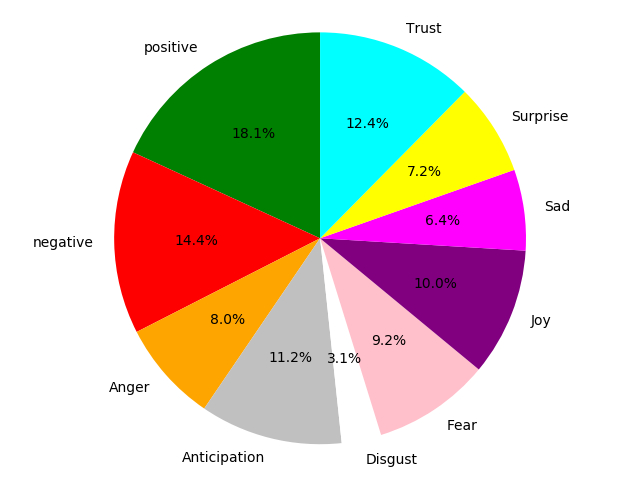 Trust
positive
Surprise
12.4%
18.1%
7.2%
Sad
6.4%
negative
14.4%
10.0%
Joy
8.0%
9.2%
11.2%
3.1%
Anger
Fear
Anticipation
Disgust